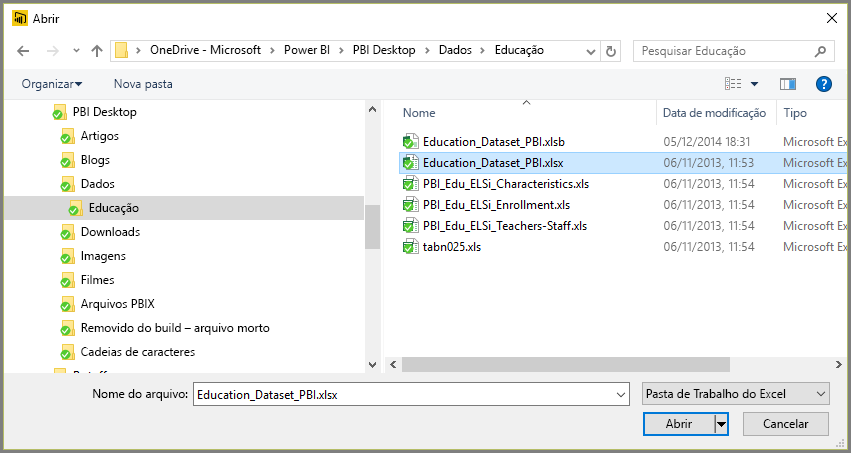 Abrir
OneDrive - Microsoft > Power BI > PBI Desktop > Dados > Educação
Pesquisar Educação
Organizar
Nova pasta
PBI Desktop
Artigos
Blogs
Dados
Educação
Downloads
Imagens
Filmes
Arquivos PBIX
Removido do build – arquivo morto
Cadeias de caracteres
Nome Data de modificação Tipo
Education_Dataset_PBI.xlsb 05/12/2014 18:31 Microsoft Ex
Education_Dataset_PBI.xlsx 06/11/2013, 11:53 Microsoft Ex
PBI_Edu_ELSi_Characteristics.xls 06/11/2013, 11:54 Microsoft Ex
PBI_Edu_ELSi_Enrollment.xls 06/11/2013, 11:54 Microsoft Ex
PBI_Edu_ELSi_Teachers-Staff.xls 06/11/2013, 11:54 Microsoft Ex
tabn025.xls 06/11/2013, 11:54 Microsoft Ex
Nome do arquivo: Education_Dataset_PBI.xlsx
Pasta de Trabalho do Excel
Abrir
Cancelar